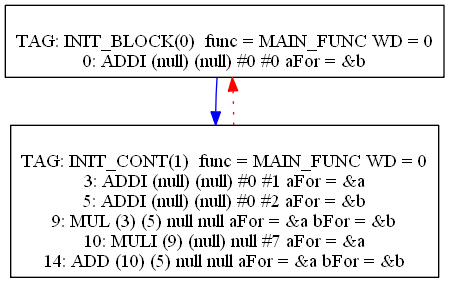 TAG: INIT_BLOCK(0) func = MAIN_FUNC WD = 0
0: ADDI (null) (null) #0 #0 aFor = &b
TAG: INIT_CONT(1) func = MAIN_FUNC WD = 0
3: ADDI (null) (null) #0 #1 aFor = &a
5: ADDI (null) (null) #0 #2 aFor = &b
9: MUL (3) (5) null null aFor = &a bFor = &b
10: MULI (9) (null) null #7 aFor = &a
14: ADD (10) (5) null null aFor = &a bFor = &b